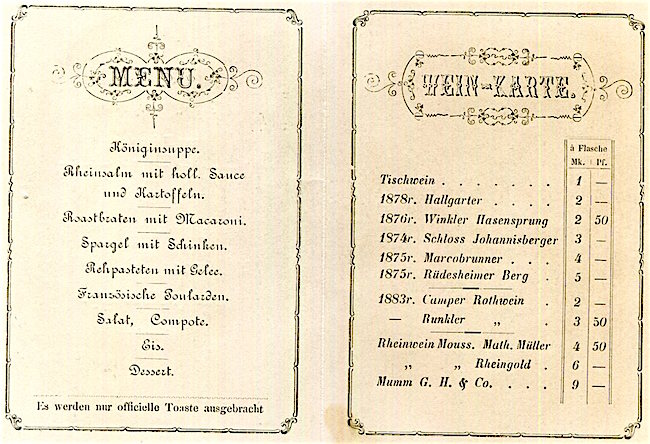 MENU.
Königinsuppe.
Rheinsalm mit holl. Sauce
und Kartoffeln.
Roastbraten mit Macaroni.
Spargel mit Schinken.
Rehpasteten mit Gelee.
Französische Poularden.
Salat, Compote.
Eis.
Dessert.
Es werden nur officielle Toaste ausgebracht
WEIN-KARTE.
à Flasche
Mk. Pf.
Tischwein . . . . . . . 1 —
1878r. Hallgarter . . . . 2 —
1876r. Winkler Hasensprung 2 50
1874r. Schloss Johannisberger 3 —
1875r. Marcobrunner . . . 4 —
1875r. Rüdesheimer Berg . 5 —
1883r. Camper Rothwein . 2 —
— Runkler „ . 3 50
Rheinwein Mouss. Math. Müller 4 50
„ „ Rheingold . 6 —
Mumm G. H. & Co. . . . . 9 —